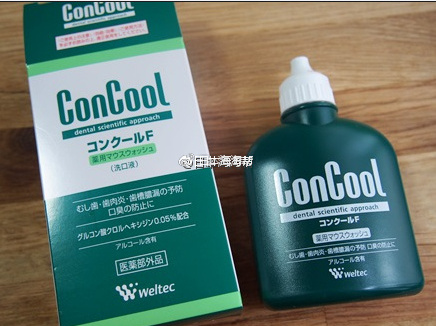 ConCool
dental scientific approach
コンクールF
薬用マウスウォッシュ
(洗口液)
むし歯・歯肉炎・歯槽膿漏の予防
口臭の防止に
グルコン酸クロルヘキシジン0.05%配合
アルコール含有
医薬部外品
weltec
ConCool
dental scientific approach
コンクールF
薬用マウスウォッシュ
むし歯・歯肉炎・歯槽膿漏の予防 口臭の防止に
アルコール含有
weltec